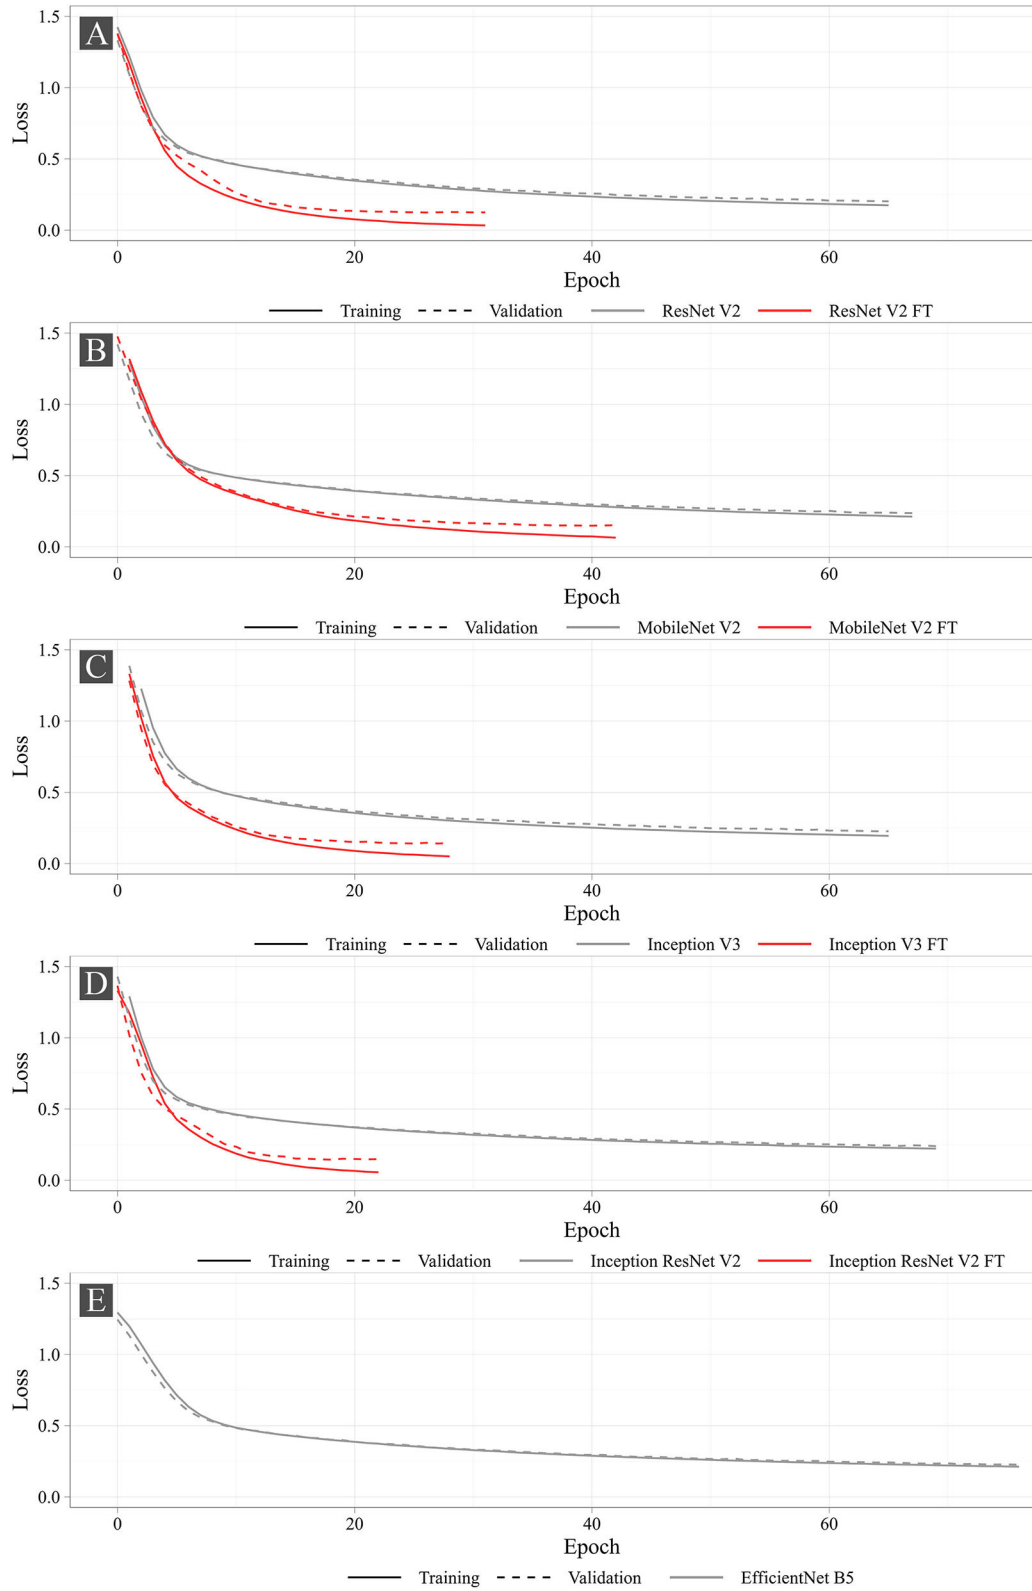 A
1.5
1.0
0.5
0.0
Loss
0 20 40 60
Epoch
Training Validation ResNet V2 ResNet V2 FT
B
1.5
1.0
0.5
0.0
Loss
0 20 40 60
Epoch
Training Validation MobileNet V2 MobileNet V2 FT
C
1.5
1.0
0.5
0.0
Loss
0 20 40 60
Epoch
Training Validation Inception V3 Inception V3 FT
D
1.5
1.0
0.5
0.0
Loss
0 20 40 60
Epoch
Training Validation Inception ResNet V2 Inception ResNet V2 FT
E
1.5
1.0
0.5
0.0
Loss
0 20 40 60
Epoch
Training Validation EfficientNet B5